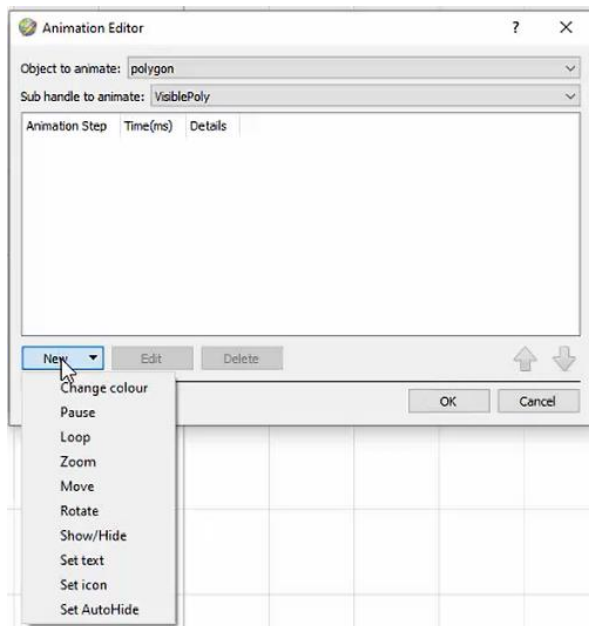 Animation Editor ? X
Object to animate: polygon
Sub handle to animate: VisiblePoly
Animation Step Time(ms) Details
New Edit Delete
Change colour
OK Cancel
Pause
Loop
Zoom
Move
Rotate
Show/Hide
Set text
Set icon
Set AutoHide